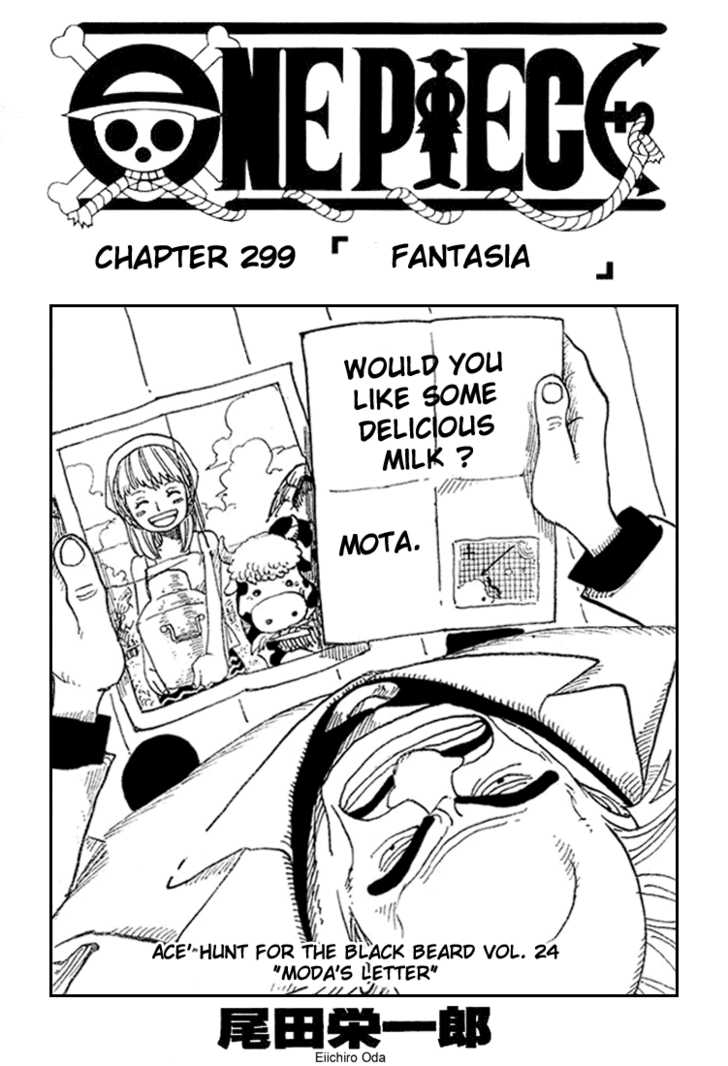 ONE PIECE
CHAPTER 299 「 FANTASIA 」
WOULD YOU
LIKE SOME
DELICIOUS
MILK ?
MOTA.
ACE' HUNT FOR THE BLACK BEARD VOL. 24
"MODA'S LETTER"
尾田栄一郎
Eiichiro Oda